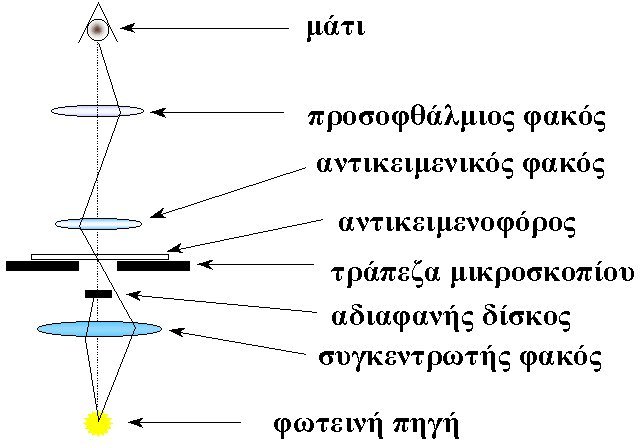 μάτι
προσοφθάλμιος φακός
αντικειμενικός φακός
αντικειμενοφόρος
τράπεζα μικροσκοπίου
αδιαφανής δίσκος
συγκεντρωτής φακός
φωτεινή πηγή